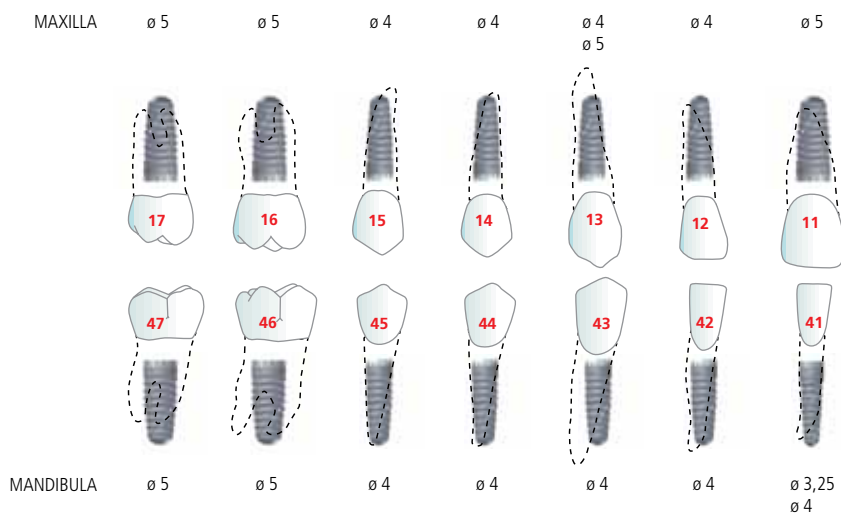 MAXILLA ø 5 ø 5 ø 4 ø 4 ø 4 ø 4 ø 5
ø 5
17 16 15 14 13 12 11
47 46 45 44 43 42 41
MANDIBULA ø 5 ø 5 ø 4 ø 4 ø 4 ø 4 ø 3,25
ø 4